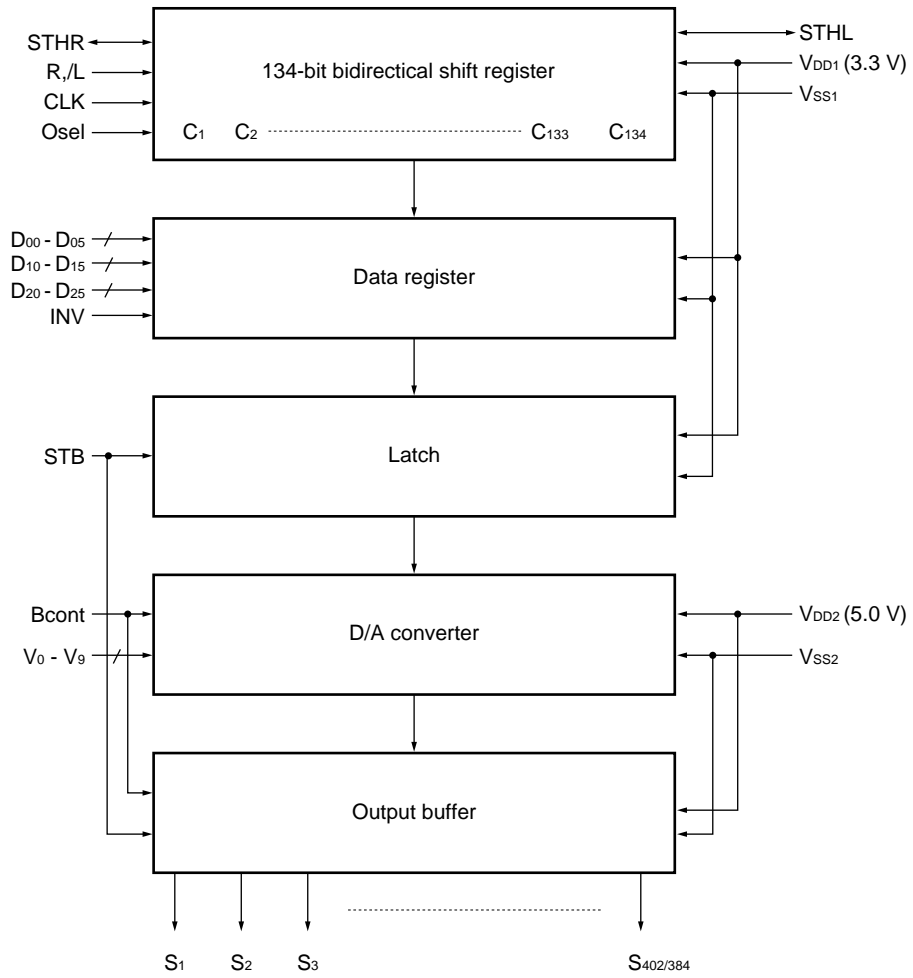 STHR
R,/L
CLK
Osel
134-bit bidirectical shift register
C1 C2 C133 C134
STHL
VDD1 (3.3 V)
VSS1
D00 - D05
D10 - D15
D20 - D25
INV
Data register
STB
Latch
Bcont
V0 - V9
D/A converter
VDD2 (5.0 V)
VSS2
Output buffer
S1 S2 S3 S402/384